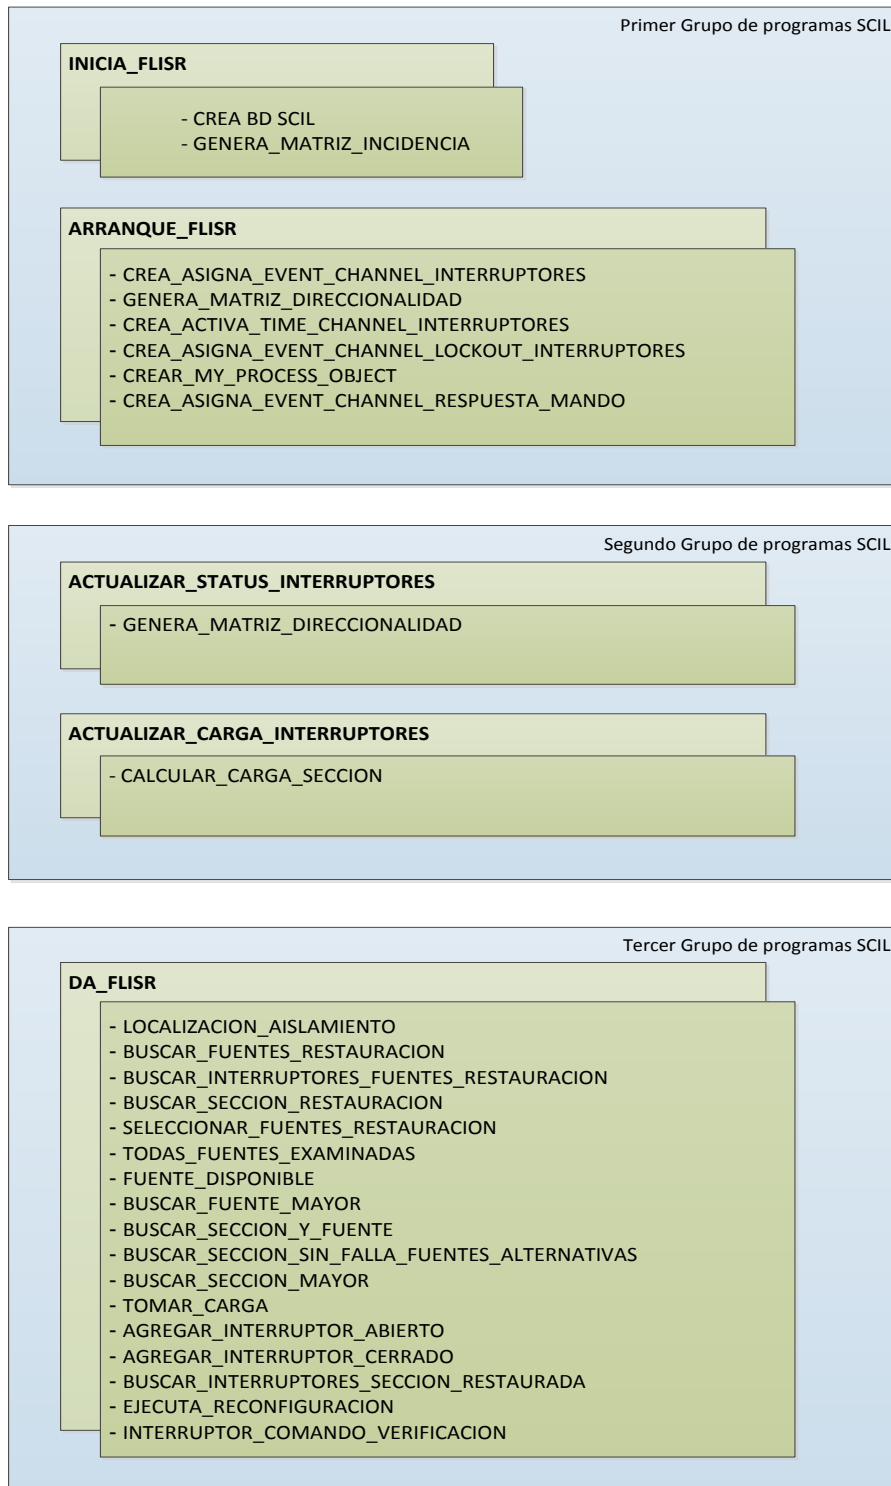 Primer Grupo de programas SCIL
INICIA_FLISR
- CREA BD SCIL
- GENERA_MATRIZ_INCIDENCIA
ARRANQUE_FLISR
- CREA_ASIGNA_EVENT_CHANNEL_INTERRUPTORES
- GENERA_MATRIZ_DIRECCIONALIDAD
- CREA_ACTIVA_TIME_CHANNEL_INTERRUPTORES
- CREA_ASIGNA_EVENT_CHANNEL_LOCKOUT_INTERRUPTORES
- CREAR_MY_PROCESS_OBJECT
- CREA_ASIGNA_EVENT_CHANNEL_RESPUESTA_MANDO
Segundo Grupo de programas SCIL
ACTUALIZAR_STATUS_INTERRUPTORES
- GENERA_MATRIZ_DIRECCIONALIDAD
ACTUALIZAR_CARGA_INTERRUPTORES
- CALCULAR_CARGA_SECCION
Tercer Grupo de programas SCIL
DA_FLISR
- LOCALIZACION_AISLAMIENTO
- BUSCAR_FUENTES_RESTAURACION
- BUSCAR_INTERRUPTORES_FUENTES_RESTAURACION
- BUSCAR_SECCION_RESTAURACION
- SELECCIONAR_FUENTES_RESTAURACION
- TODAS_FUENTES_EXAMINADAS
- FUENTE_DISPONIBLE
- BUSCAR_FUENTE_MAYOR
- BUSCAR_SECCION_Y_FUENTE
- BUSCAR_SECCION_SIN_FALLA_FUENTES_ALTERNATIVAS
- BUSCAR_SECCION_MAYOR
- TOMAR_CARGA
- AGREGAR_INTERRUPTOR_ABIERTO
- AGREGAR_INTERRUPTOR_CERRADO
- BUSCAR_INTERRUPTORES_SECCION_RESTAURADA
- EJECUTA_RECONFIGURACION
- INTERRUPTOR_COMANDO_VERIFICACION